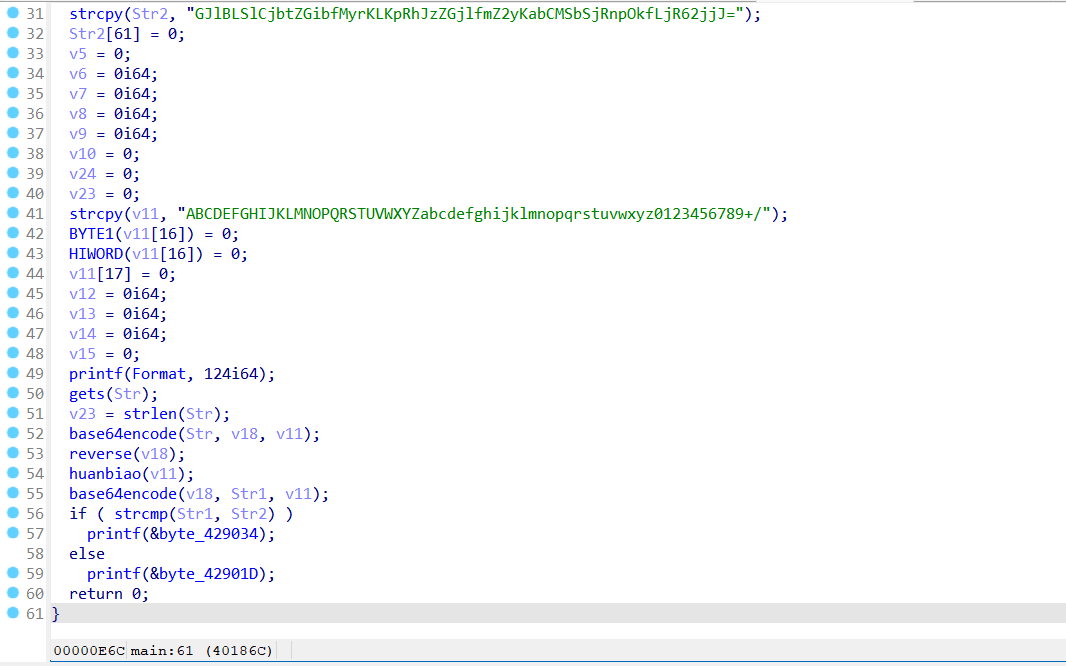 31 strcpy(Str2, "GJlBLSlCjbtZGibfMyrKLKpRhJzZGjlfmZ2yKabCMSbSjRnpOkfLjR62jjJ=");
32 Str2[61] = 0;
33 v5 = 0;
34 v6 = 0i64;
35 v7 = 0i64;
36 v8 = 0i64;
37 v9 = 0i64;
38 v10 = 0;
39 v24 = 0;
40 v23 = 0;
41 strcpy(v11, "ABCDEFGHIJKLMNOPQRSTUVWXYZabcdefghijklmnopqrstuvwxyz0123456789+/");
42 BYTE1(v11[16]) = 0;
43 HIWORD(v11[16]) = 0;
44 v11[17] = 0;
45 v12 = 0i64;
46 v13 = 0i64;
47 v14 = 0i64;
48 v15 = 0;
49 printf(Format, 124i64);
50 gets(Str);
51 v23 = strlen(Str);
52 base64encode(Str, v18, v11);
53 reverse(v18);
54 huanbiao(v11);
55 base64encode(v18, Str1, v11);
56 if ( strcmp(Str1, Str2) )
57 printf(&byte_429034);
58 else
59 printf(&byte_42901D);
60 return 0;
61 }
00000E6C main:61 (40186C)